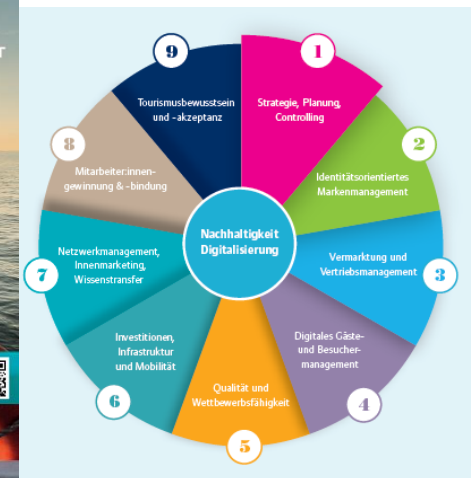 1
Strategie, Planung,
Controlling
2
Identitätsorientiertes
Markenmanagement
3
Vermarktung und
Vertriebsmanagement
4
Digitales Gäste-
und Besucher-
management
5
Qualität und
Wettbewerbsfähigkeit
6
Investitionen,
Infrastruktur
und Mobilität
7
Netzwerkmanagement,
Innenmarketing,
Wissenstransfer
8
Mitarbeiter:innen-
gewinnung & -bindung
9
Tourismusbewusstsein
und -akzeptanz
Nachhaltigkeit
Digitalisierung